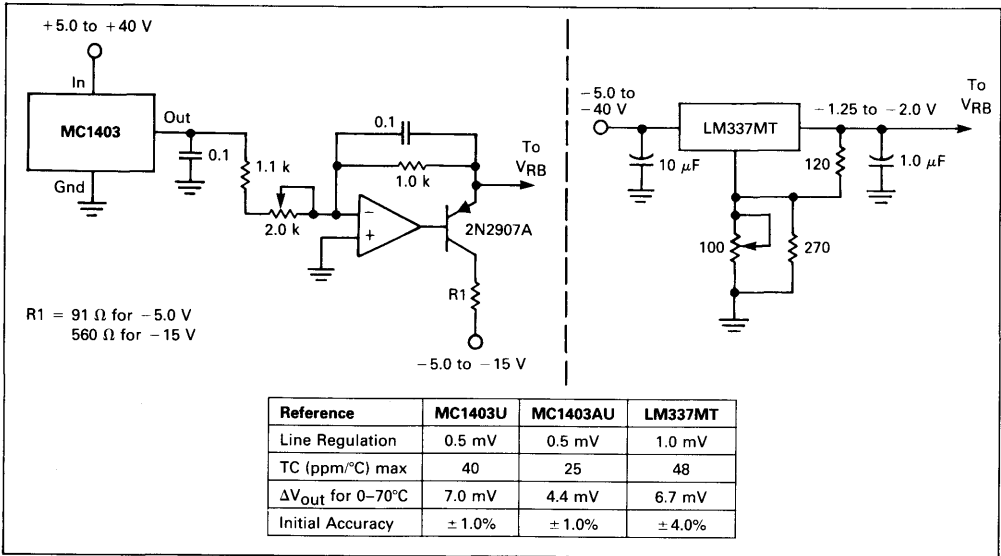 +5.0 to +40 V
In
MC1403
Out
Gnd
0.1
1.1 k
2.0 k
0.1
1.0 k
−
+
To
VRB
2N2907A
R1
−5.0 to −15 V
R1 = 91 Ω for −5.0 V
560 Ω for −15 V
−5.0 to
−40 V
LM337MT
−1.25 to −2.0 V
To
VRB
10 μF
120
1.0 μF
100
270
Reference MC1403U MC1403AU LM337MT
Line Regulation 0.5 mV 0.5 mV 1.0 mV
TC (ppm/°C) max 40 25 48
ΔVout for 0–70°C 7.0 mV 4.4 mV 6.7 mV
Initial Accuracy ±1.0% ±1.0% ±4.0%